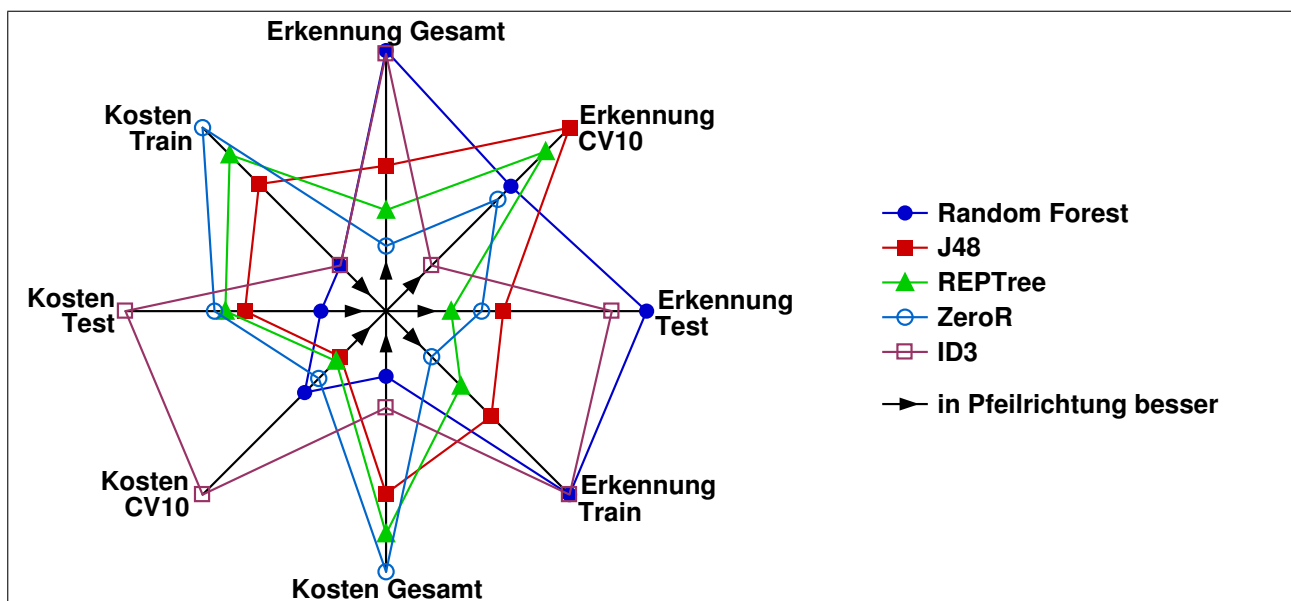 Erkennung Gesamt
Kosten
Train
Erkennung
CV10
Kosten
Test
Erkennung
Test
Kosten
CV10
Erkennung
Train
Kosten Gesamt
Random Forest
J48
REPTree
ZeroR
ID3
in Pfeilrichtung besser